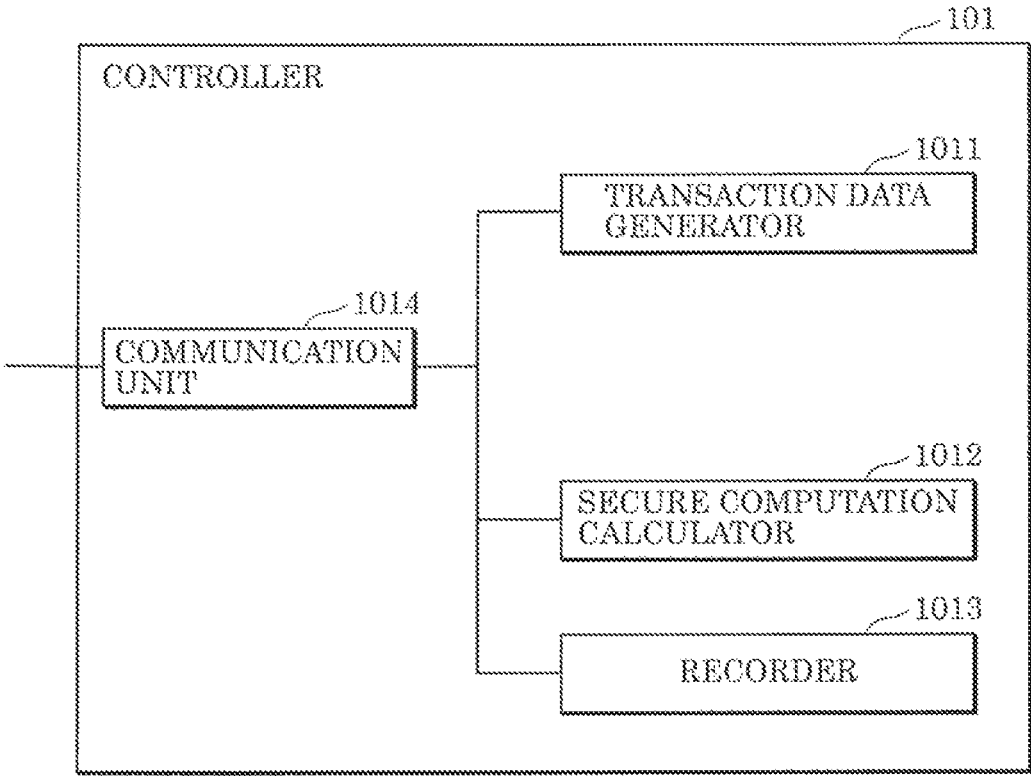 101
CONTROLLER
1011
TRANSACTION DATA
GENERATOR
1014
COMMUNICATION
UNIT
1012
SECURE COMPUTATION
CALCULATOR
1013
RECORDER